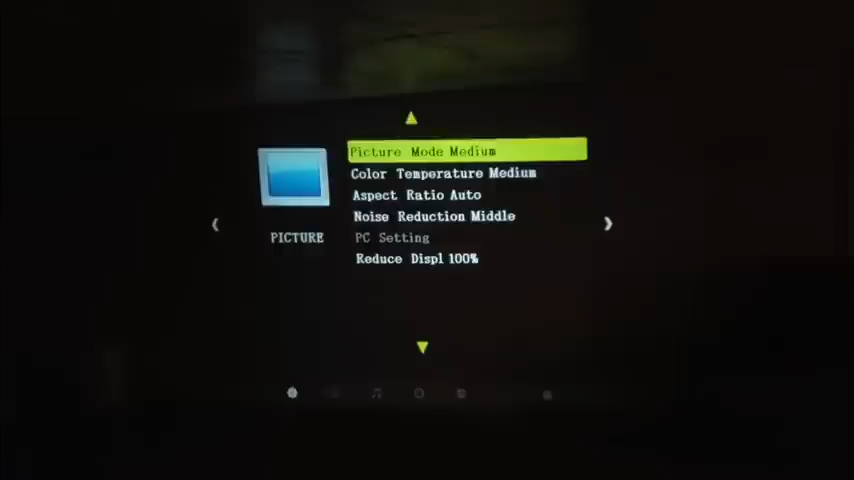 Picture Mode Medium
Color Temperature Medium
Aspect Ratio Auto
Noise Reduction Middle
PICTURE
PC Setting
Reduce Displ 100%